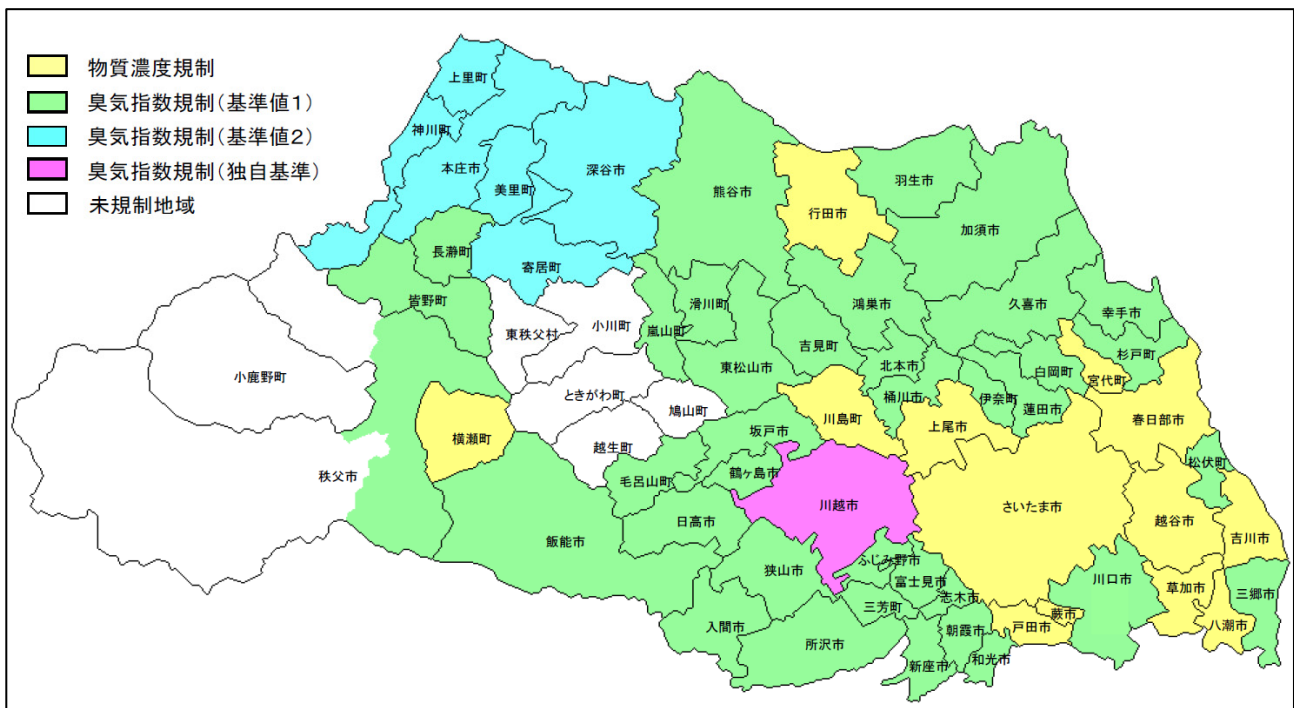 物質濃度規制
臭気指数規制(基準値1)
臭気指数規制(基準値2)
臭気指数規制(独自基準)
未規制地域
上里町
神川町
本庄市
美里町
深谷市
熊谷市
行田市
羽生市
加須市
長瀞町
寄居町
皆野町
東秩父村
小川町
嵐山町
滑川町
東松山市
吉見町
鴻巣市
久喜市
幸手市
杉戸町
北本市
白岡町
宮代町
小鹿野町
ときがわ町
鳩山町
桶川市
伊奈町
蓮田市
川島町
上尾市
春日部市
横瀬町
越生町
坂戸市
松伏町
秩父市
毛呂山町
鶴ヶ島市
川越市
さいたま市
越谷市
吉川市
飯能市
日高市
狭山市
ふじみ野市
富士見市
川口市
草加市
三郷市
志木市
三芳町
入間市
所沢市
朝霞市
戸田市
蕨市
八潮市
新座市
和光市